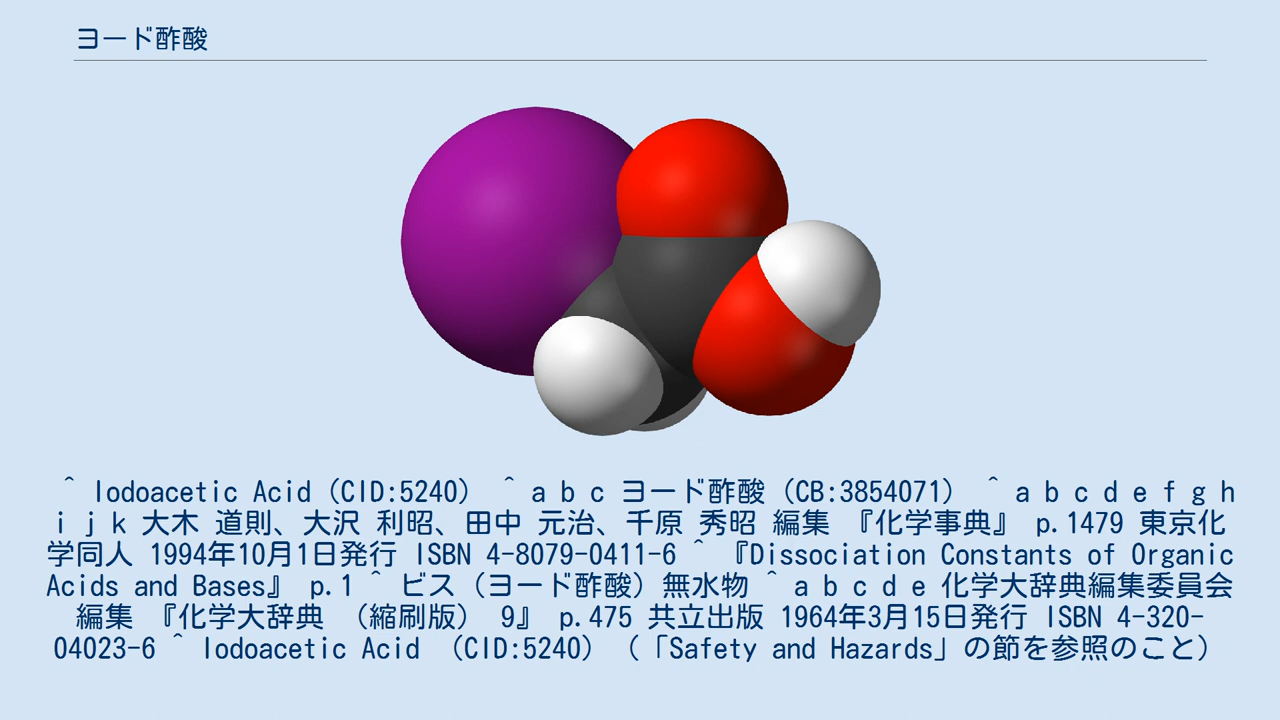 ヨード酢酸
^ Iodoacetic Acid（CID:5240） ^ a b c ヨード酢酸（CB:3854071） ^ a b c d e f g h
i j k 大木 道則、大沢 利昭、田中 元治、千原 秀昭 編集 『化学事典』 p.1479 東京化
学同人 1994年10月1日発行 ISBN 4-8079-0411-6 ^ 『Dissociation Constants of Organic
Acids and Bases』 p.1 ^ ビス（ヨード酢酸）無水物 ^ a b c d e 化学大辞典編集委員会
編集 『化学大辞典 （縮刷版） 9』 p.475 共立出版 1964年3月15日発行 ISBN 4-320-
04023-6 ^ Iodoacetic Acid （CID:5240）（「Safety and Hazards」の節を参照のこと）